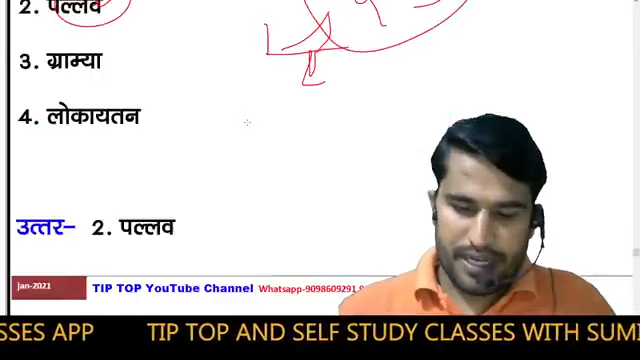 2. पल्लव
3. ग्राम्या
4. लोकायतन
उत्तर- 2. पल्लव
jan-2021 TIP TOP YouTube Channel Whatsapp-9098609291
SSES APP TIP TOP AND SELF STUDY CLASSES WITH SUMI